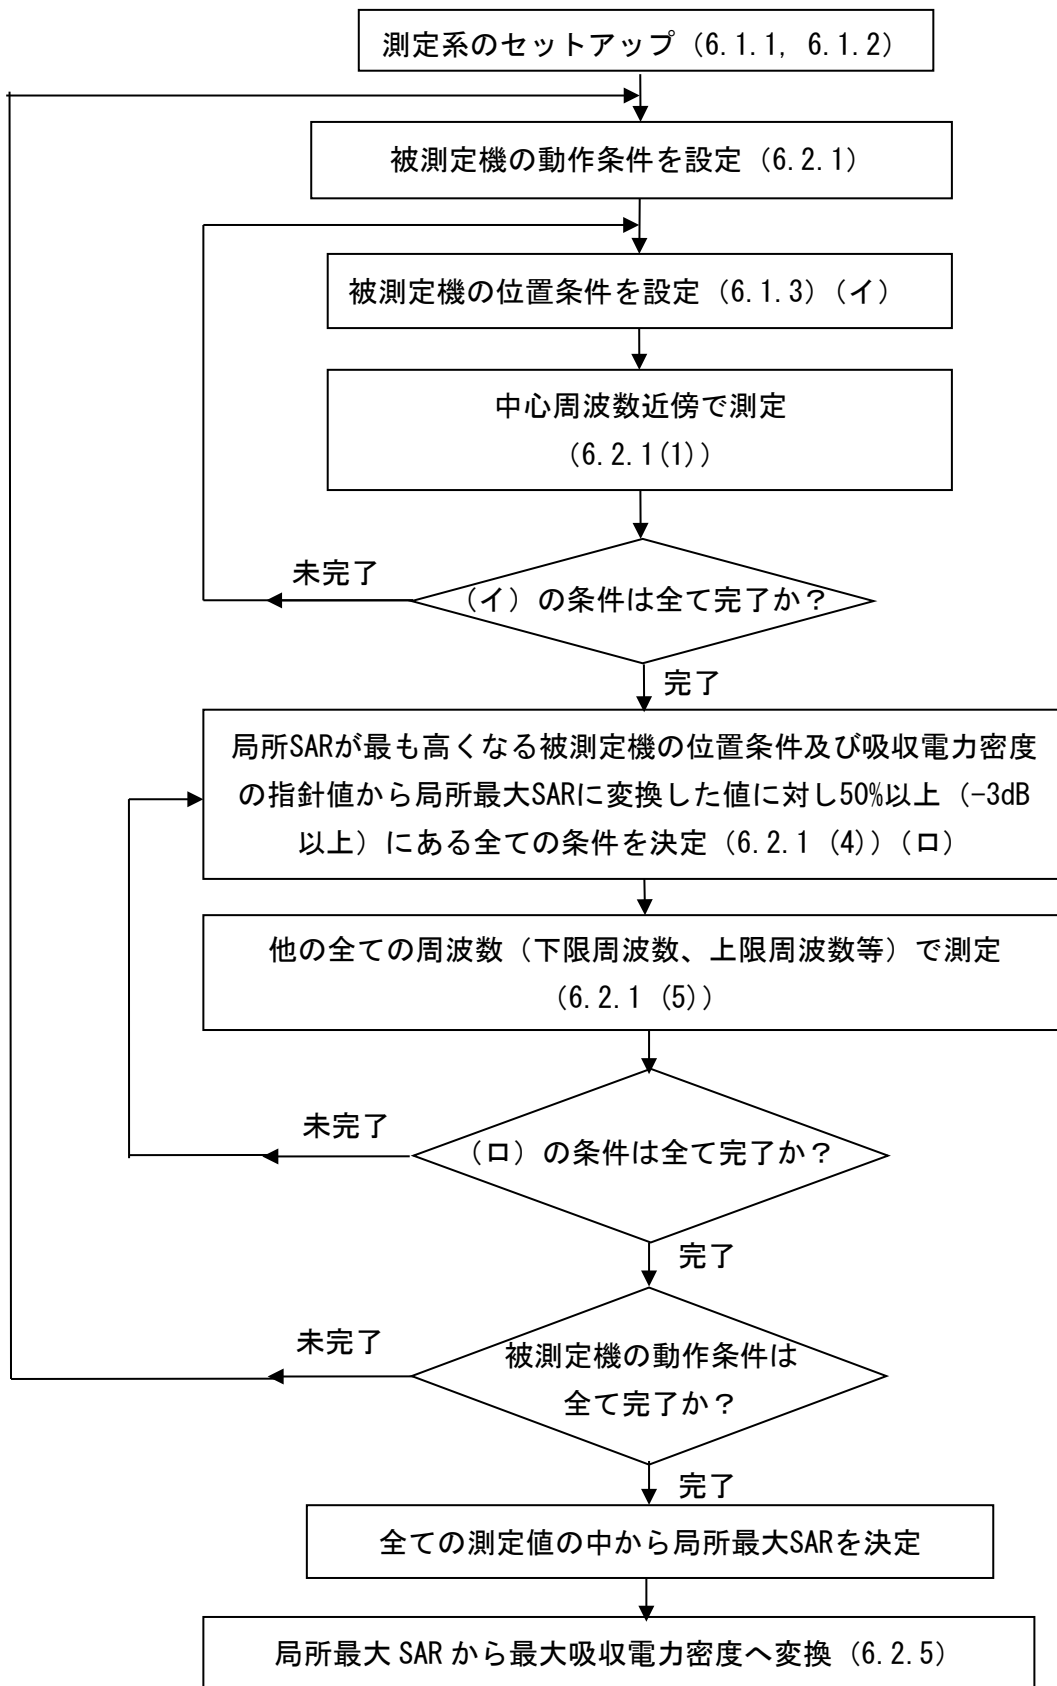 測定系のセットアップ（6.1.1, 6.1.2）
被測定機の動作条件を設定（6.2.1）
被測定機の位置条件を設定（6.1.3）（イ）
中心周波数近傍で測定
（6.2.1(1)）
未完了
（イ）の条件は全て完了か？
完了
局所SARが最も高くなる被測定機の位置条件及び吸収電力密度
の指針値から局所最大SARに変換した値に対し50%以上（-3dB
以上）にある全ての条件を決定（6.2.1 (4)）（ロ）
他の全ての周波数（下限周波数、上限周波数等）で測定
（6.2.1 (5)）
未完了
（ロ）の条件は全て完了か？
完了
未完了
被測定機の動作条件は
全て完了か？
完了
全ての測定値の中から局所最大SARを決定
局所最大 SAR から最大吸収電力密度へ変換（6.2.5）